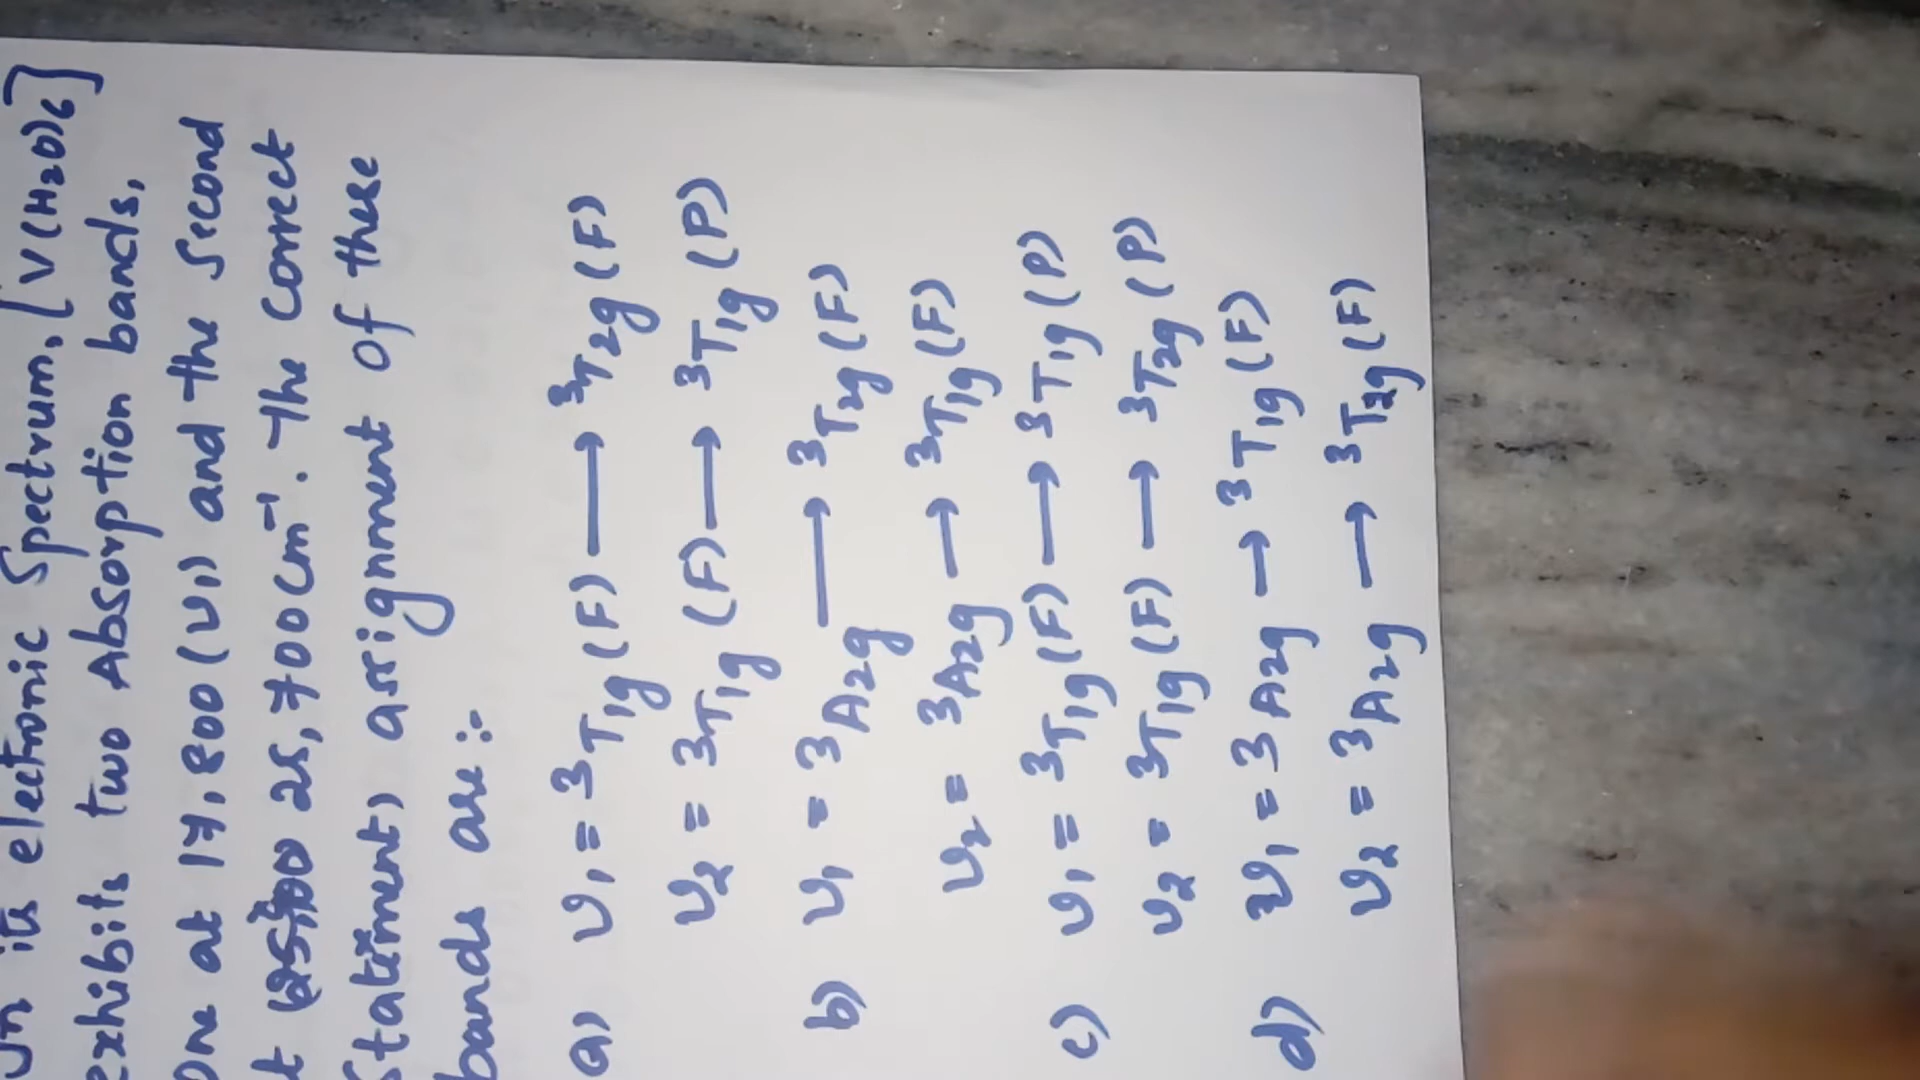 In its electronic Spectrum, [V(H2O)6]
exhibits two Absorption bands,
One at 17,800 (υ1) and the Second
25,700 cm⁻¹. The correct
(Statement) assignment of these
bands are :-
a) υ1 = ³T1g (F) ⟶ ³T2g (F)
υ2 = ³T1g (F) ⟶ ³T1g (P)
b) υ1 = ³A2g ⟶ ³T2g (F)
υ2 = ³A2g ⟶ ³T1g (F)
c) υ1 = ³T1g (F) ⟶ ³T1g (P)
υ2 = ³T1g (F) ⟶ ³T2g (P)
d) υ1 = ³A2g ⟶ ³T1g (F)
υ2 = ³A2g ⟶ ³T2g (F)